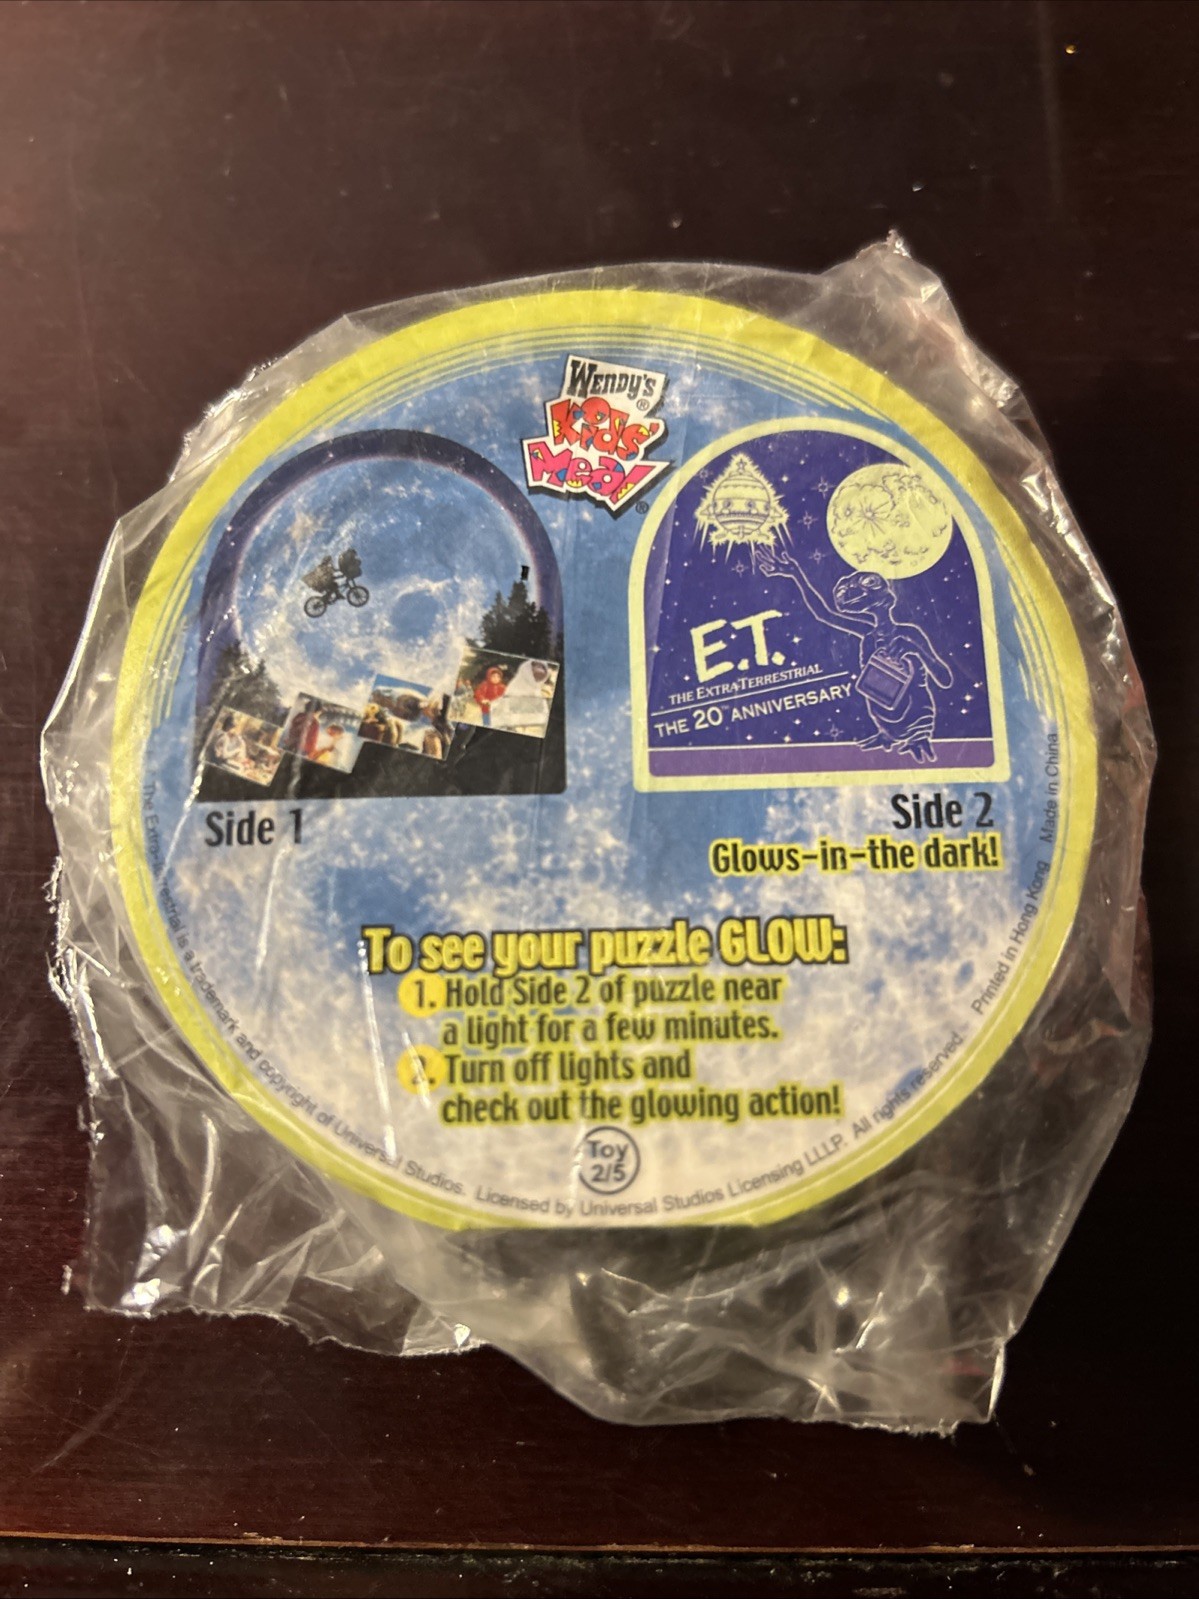 WENDY'S®
Kids'
Meal®
E.T.
THE EXTRA-TERRESTRIAL
THE 20™ ANNIVERSARY
Side 1
Side 2
Glows-in-the dark!
To see your puzzle GLOW:
1. Hold Side 2 of puzzle near
a light for a few minutes.
2. Turn off lights and
check out the glowing action!
Toy
2/5
The Extra-Terrestrial is a trademark and copyright of Universal Studios. Licensed by Universal Studios Licensing LLLP. All rights reserved. Printed in Hong Kong Made in China